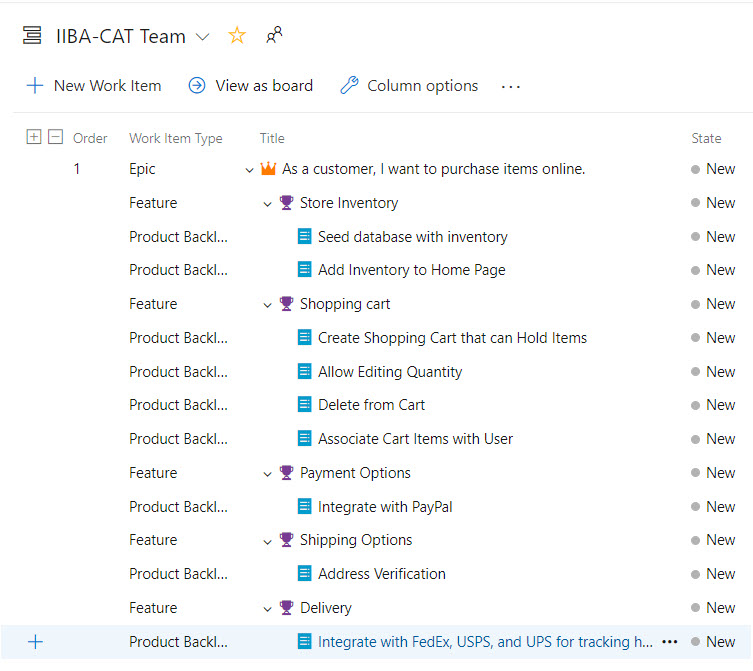 IIBA-CAT Team
New Work Item View as board Column options ...
Order Work Item Type Title State
1 Epic As a customer, I want to purchase items online. New
Feature Store Inventory New
Product Backl... Seed database with inventory New
Product Backl... Add Inventory to Home Page New
Feature Shopping cart New
Product Backl... Create Shopping Cart that can Hold Items New
Product Backl... Allow Editing Quantity New
Product Backl... Delete from Cart New
Product Backl... Associate Cart Items with User New
Feature Payment Options New
Product Backl... Integrate with PayPal New
Feature Shipping Options New
Product Backl... Address Verification New
Feature Delivery New
Product Backl... Integrate with FedEx, USPS, and UPS for tracking h... ... New